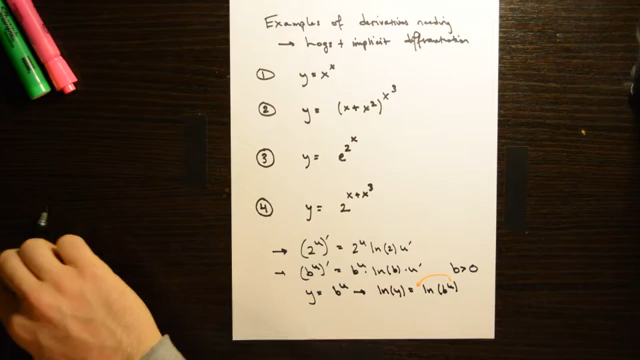 Examples of derivatives needing
→ Logs + implicit diffrentiation
① y = x^x
② y = (x + x²)^x³
③ y = e^2^x
④ y = 2^x+x³
→ (2^u)' = 2^u ln(2) u'
→ (b^u)' = b^u · ln(b) · u' b>0
y = b^u → ln(y) = ln(b^u)